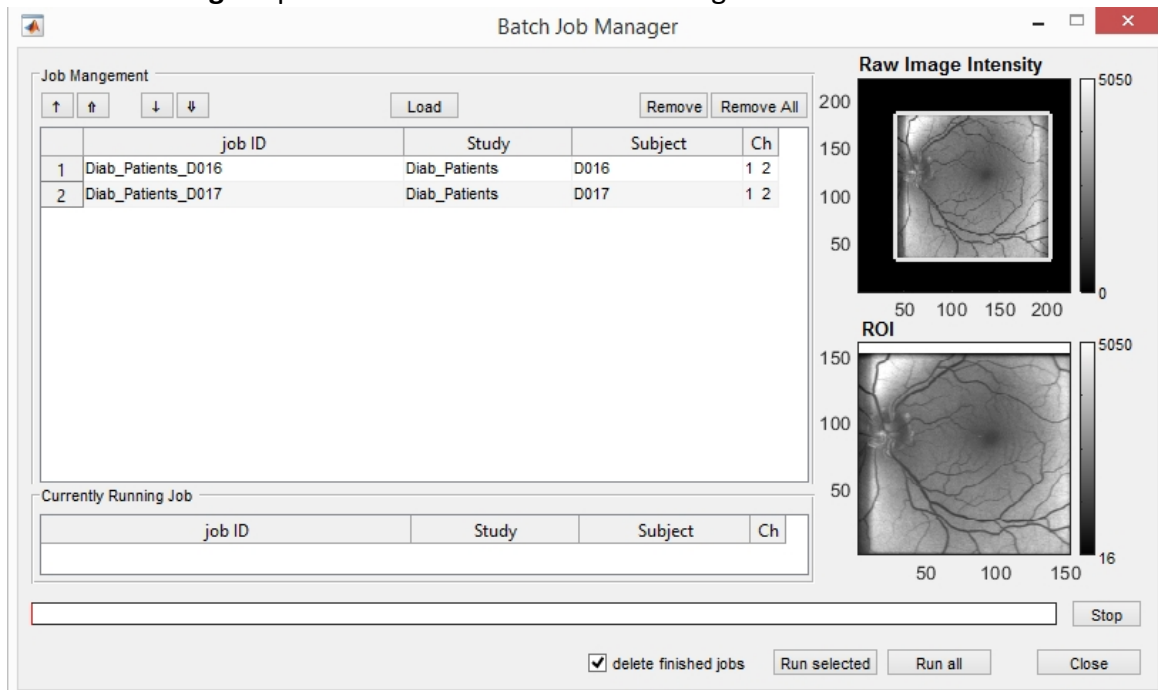 Batch Job Manager
Job Mangement
Load
Remove Remove All
job ID Study Subject Ch
1 Diab_Patients_D016 Diab_Patients D016 1 2
2 Diab_Patients_D017 Diab_Patients D017 1 2
Currently Running Job
job ID Study Subject Ch
Raw Image Intensity
200
150
100
50
50 100 150 200
5050
0
ROI
150
100
50
50 100 150
5050
16
Stop
delete finished jobs Run selected Run all Close